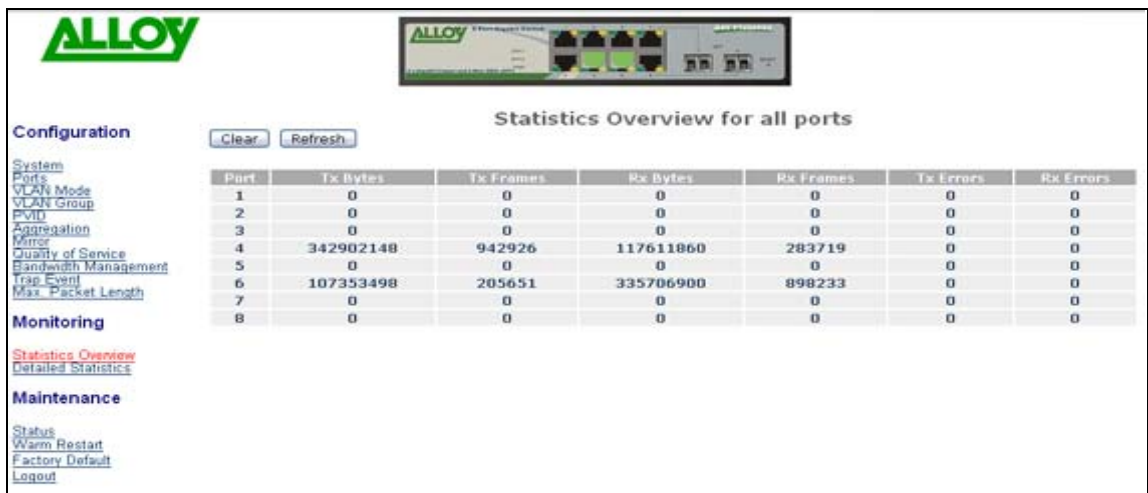 ALLOY
ALLOY
Configuration
System
Ports
VLAN Mode
VLAN Group
PVID
Aggregation
Mirror
Quality of Service
Bandwidth Management
Trap Event
Max. Packet Length
Monitoring
Statistics Overview
Detailed Statistics
Maintenance
Status
Warm Restart
Factory Default
Logout
Statistics Overview for all ports
Clear Refresh
Port Tx Bytes Tx Frames Rx Bytes Rx Frames Tx Errors Rx Errors
1 0 0 0 0 0 0
2 0 0 0 0 0 0
3 0 0 0 0 0 0
4 342902148 942926 117611860 283719 0 0
5 0 0 0 0 0 0
6 107353498 205651 335706900 898233 0 0
7 0 0 0 0 0 0
8 0 0 0 0 0 0